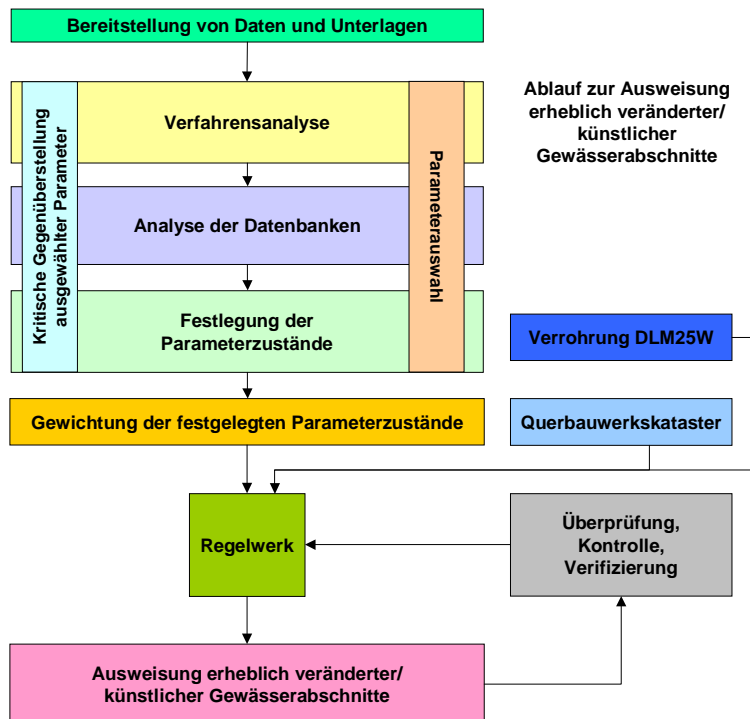 Bereitstellung von Daten und Unterlagen
Ablauf zur Ausweisung
erheblich veränderter/
künstlicher
Gewässerabschnitte
Kritische Gegenüberstellung
ausgewählter Parameter
Verfahrensanalyse
Parameterauswahl
Analyse der Datenbanken
Festlegung der
Parameterzustände
Verrohrung DLM25W
Gewichtung der festgelegten Parameterzustände
Querbauwerkskataster
Regelwerk
Überprüfung,
Kontrolle,
Verifizierung
Ausweisung erheblich veränderter/
künstlicher Gewässerabschnitte